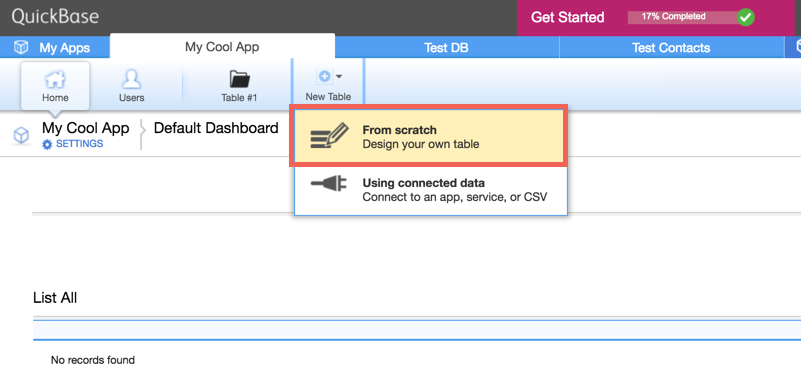 QuickBase
Get Started
17% Completed
My Apps
My Cool App
Test DB
Test Contacts
Home
Users
Table #1
New Table
My Cool App
Default Dashboard
SETTINGS
From scratch
Design your own table
Using connected data
Connect to an app, service, or CSV
List All
No records found